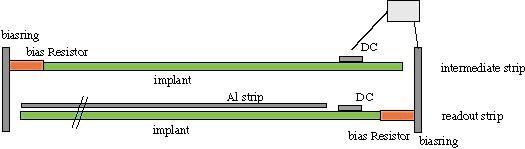 biasring
bias Resistor
DC
implant
intermediate strip
Al strip
DC
readout strip
implant
bias Resistor
biasring